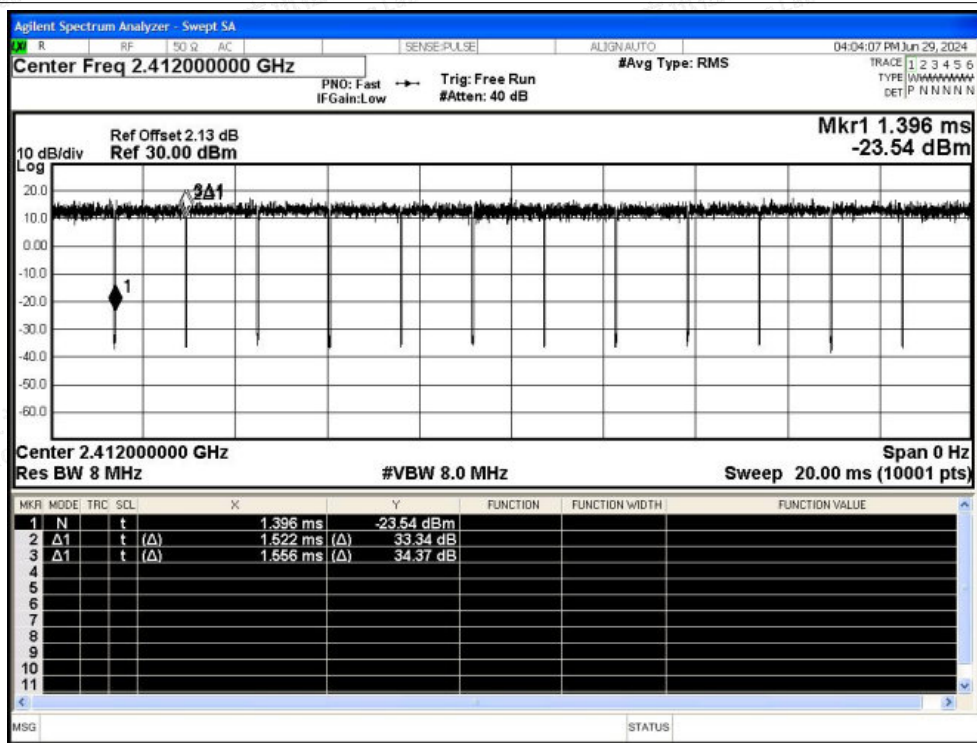 Agilent Spectrum Analyzer - Swept SA
LXI R RF 50 Ω AC SENSE:PULSE ALIGNAUTO 04:04:07 PM Jun 29, 2024
Center Freq 2.412000000 GHz #Avg Type: RMS TRACE 1 2 3 4 5 6
PNO: Fast Trig: Free Run TYPE WWWWWW
IFGain:Low #Atten: 40 dB DET P N N N N N
Mkr1 1.396 ms
Ref Offset 2.13 dB
10 dB/div Ref 30.00 dBm -23.54 dBm
Log
20.0
3Δ1
10.0
0.00
-10.0
1
-20.0
-30.0
-40.0
-50.0
-60.0
Center 2.412000000 GHz Span 0 Hz
Res BW 8 MHz #VBW 8.0 MHz Sweep 20.00 ms (10001 pts)
MKR MODE TRC SCL X Y FUNCTION FUNCTION WIDTH FUNCTION VALUE
1 N t 1.396 ms -23.54 dBm
2 Δ1 t (Δ) 1.522 ms (Δ) 33.34 dB
3 Δ1 t (Δ) 1.556 ms (Δ) 34.37 dB
4
5
6
7
8
9
10
11
MSG STATUS